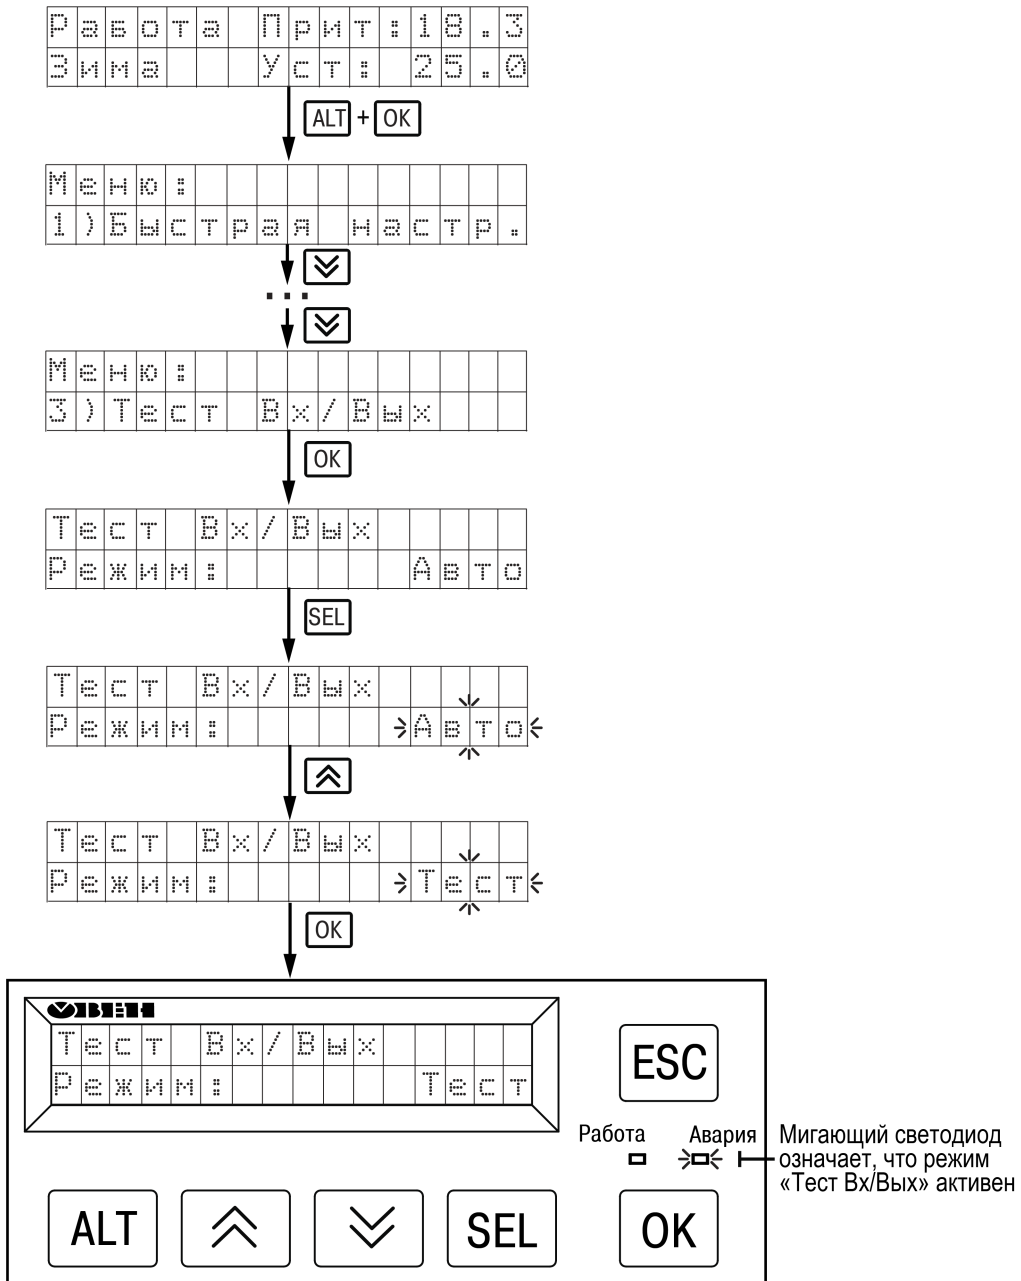 Работа Прит:18.3
Зима Уст: 25.0
ALT + OK
Меню:
1)Быстрая настр.
...
Меню:
3)Тест Вх/Вых
OK
Тест Вх/Вых
Режим: Авто
SEL
Тест Вх/Вых
Режим: Авто
Тест Вх/Вых
Режим: Тест
OK
ОВЕН
Тест Вх/Вых
Режим: Тест
ESC
Работа Авария
Мигающий светодиод
означает, что режим
«Тест Вх/Вых» активен
ALT SEL OK